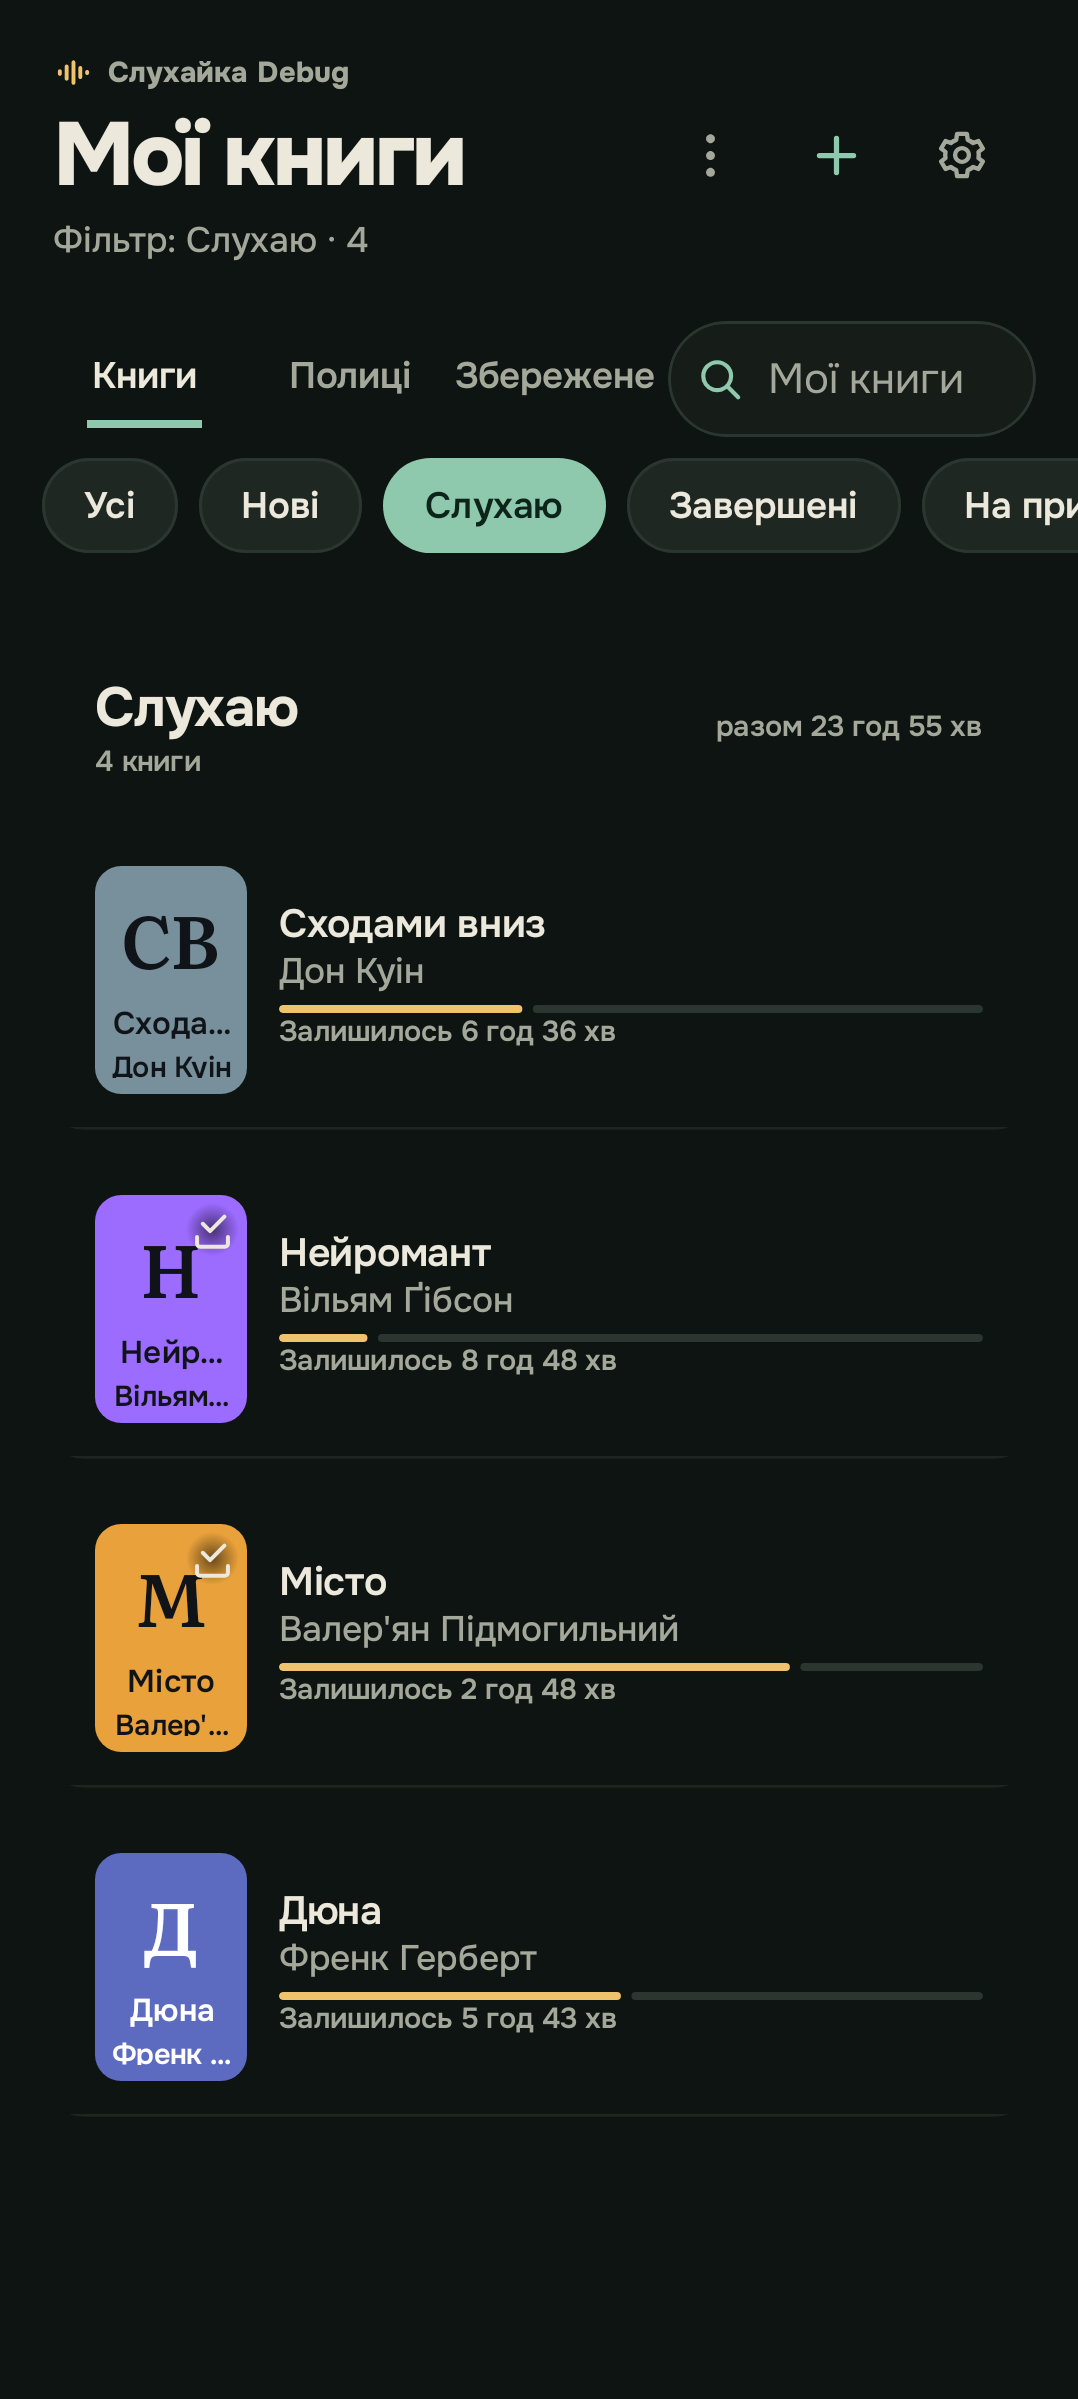 Слухайка Debug
Мої книги
Фільтр: Слухаю · 4
Книги
Полиці
Збережене
Мої книги
Усі
Нові
Слухаю
Завершені
На при
Слухаю
4 книги
разом 23 год 55 хв
СВ
Схода...
Дон Куін
Сходами вниз
Дон Куін
Залишилось 6 год 36 хв
Н
Нейр...
Вільям...
Нейромант
Вільям Ґібсон
Залишилось 8 год 48 хв
М
Місто
Валер'...
Місто
Валер'ян Підмогильний
Залишилось 2 год 48 хв
Д
Дюна
Френк ...
Дюна
Френк Герберт
Залишилось 5 год 43 хв